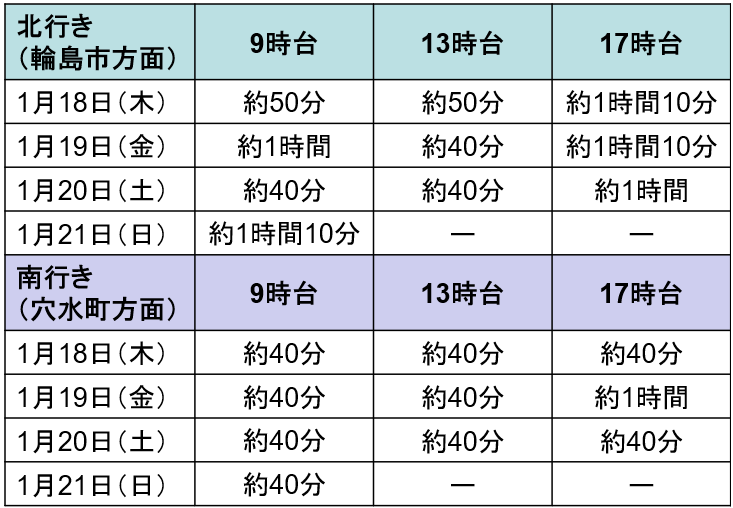 北行き
（輪島市方面） 9時台 13時台 17時台
1月18日（木） 約50分 約50分 約1時間10分
1月19日（金） 約1時間 約40分 約1時間10分
1月20日（土） 約40分 約40分 約1時間
1月21日（日） 約1時間10分 ー ー
南行き
（穴水町方面） 9時台 13時台 17時台
1月18日（木） 約40分 約40分 約40分
1月19日（金） 約40分 約40分 約1時間
1月20日（土） 約40分 約40分 約40分
1月21日（日） 約40分 ー ー